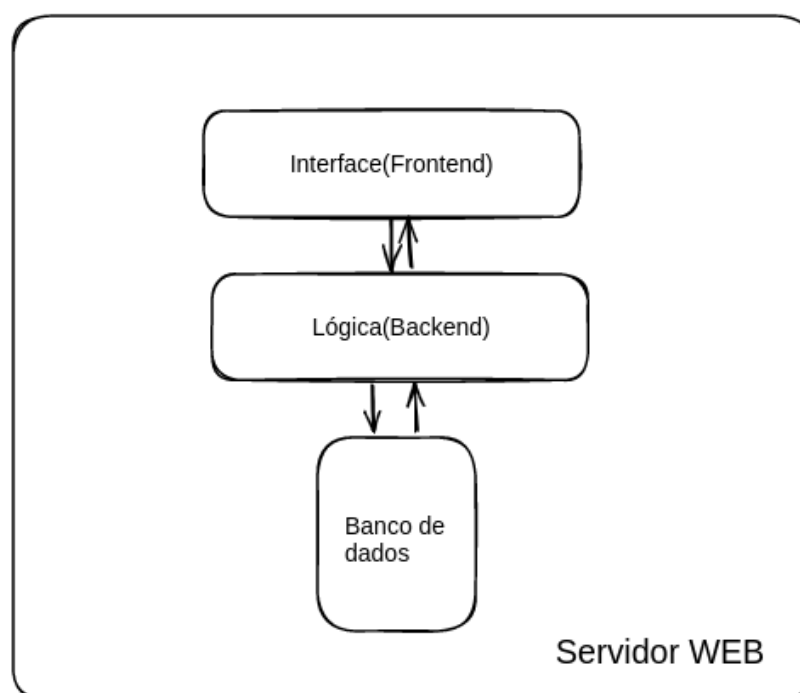 Interface(Frontend)
Lógica(Backend)
Banco de
dados
Servidor WEB